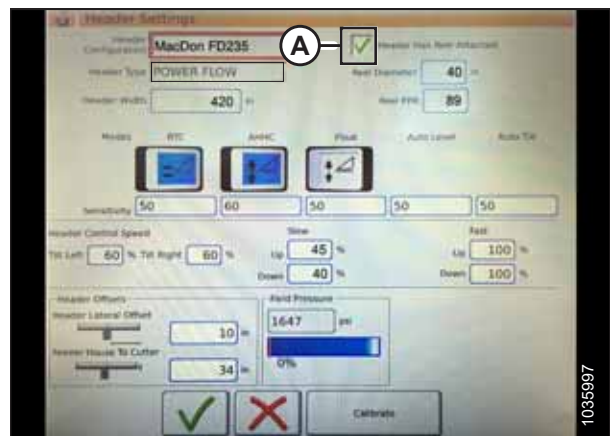 Header Settings
Header Configuration MacDon FD235 A Header Has Reel Attached
Header Type POWER FLOW Reel Diameter 40 in
Header Width 420 in Reel PPR 89
Modes RTC AHHC Float Auto Level Auto Tilt
Sensitivity 50 60 50 50 50
Header Control Speed Slow Fast
Tilt Left 60 % Tilt Right 60 % Up 45 % Up 100 %
Down 40 % Down 100 %
Header Offsets Field Pressure
Header Lateral Offset 1647 psi
10 in
Feeder House To Cutter 0%
34 in
Calibrate
1035997